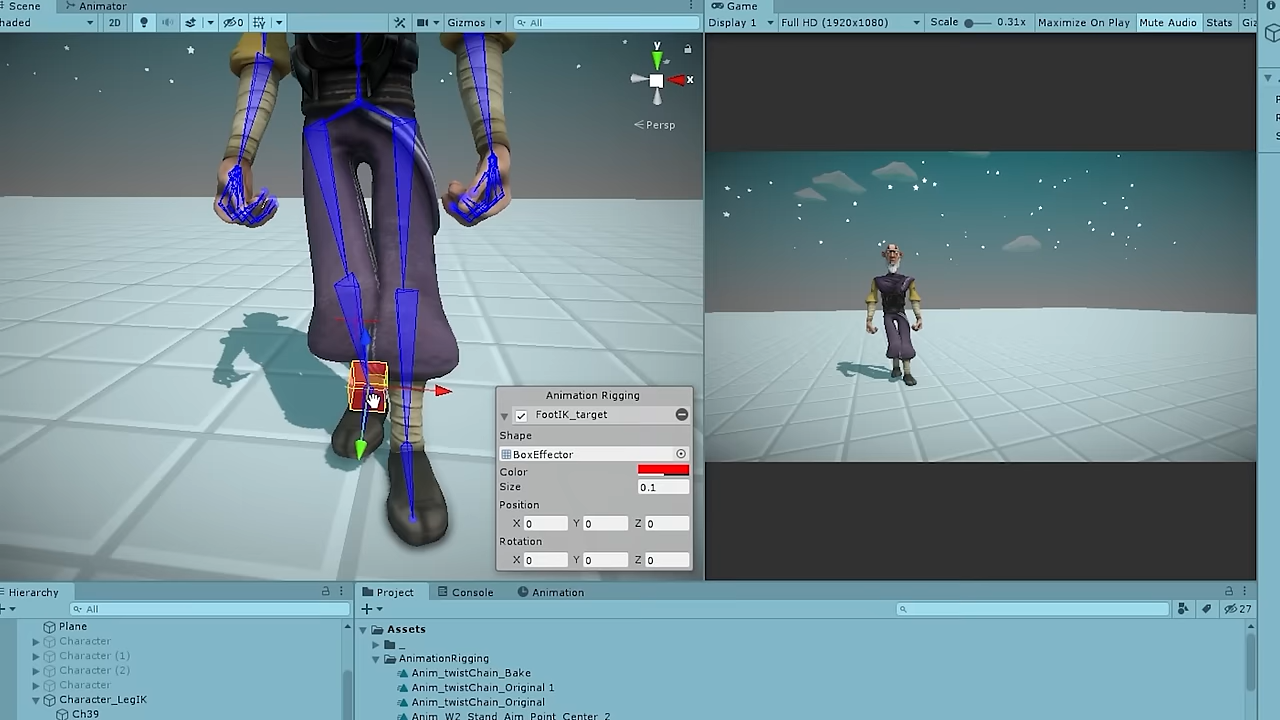 Scene Animator
haded 2D 0 Gizmos All
y
x
Persp
Animation Rigging
FootIK_target
Shape
BoxEffector
Color
Size 0.1
Position
X 0 Y 0 Z 0
Rotation
X 0 Y 0 Z 0
Game
Display 1 Full HD (1920x1080) Scale 0.31x Maximize On Play Mute Audio Stats Giz
Hierarchy
All
Plane
Character
Character (1)
Character (2)
Character
Character_LegIK
Ch39
Project Console Animation
27
Assets
_
AnimationRigging
Anim_twistChain_Bake
Anim_twistChain_Original 1
Anim_twistChain_Original
Anim_W2_Stand_Aim_Point_Center_2